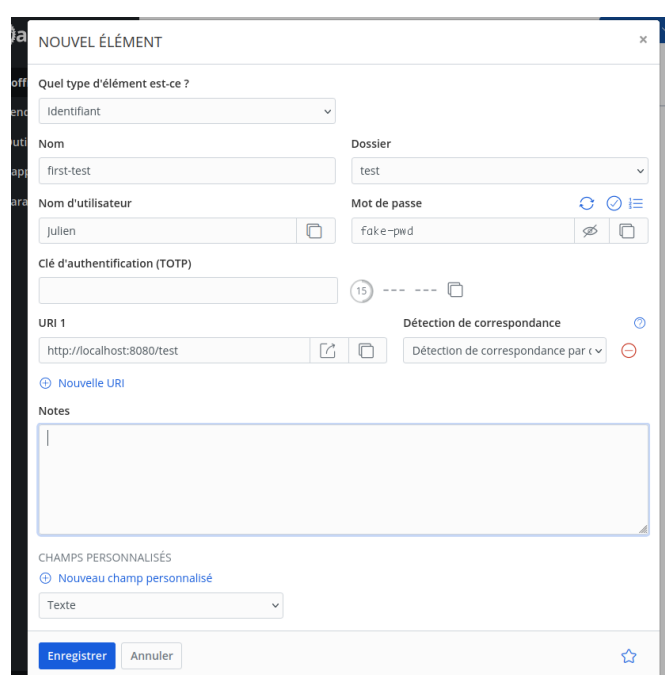 NOUVEL ÉLÉMENT ×
Quel type d'élément est-ce ?
Identifiant
Nom Dossier
first-test test
Nom d'utilisateur Mot de passe
Julien fake-pwd
Clé d'authentification (TOTP)
15 --- ---
URI 1 Détection de correspondance
http://localhost:8080/test Détection de correspondance par
Nouvelle URI
Notes
CHAMPS PERSONNALISÉS
Nouveau champ personnalisé
Texte
Enregistrer Annuler